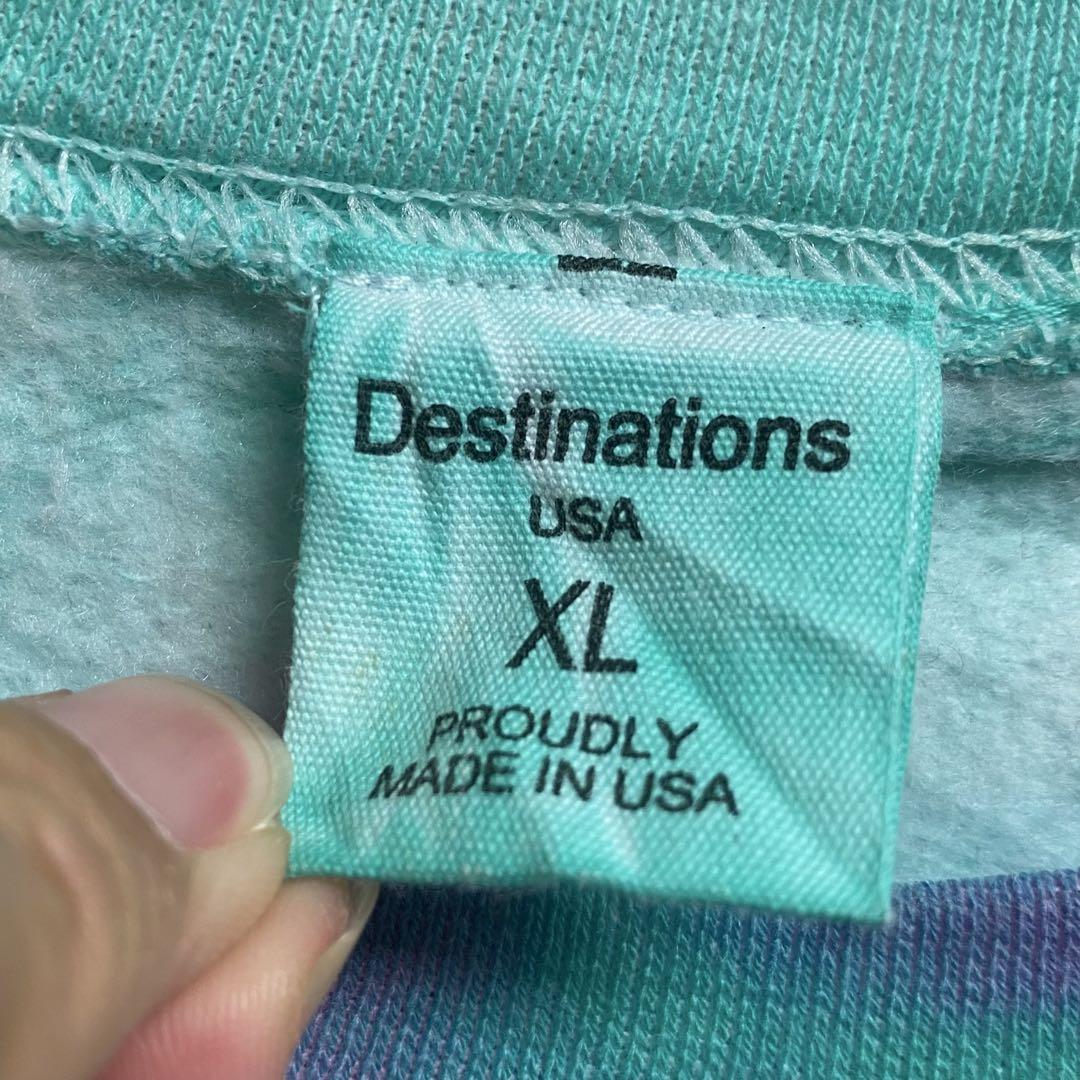 Destinations
USA
XL
PROUDLY
MADE IN USA